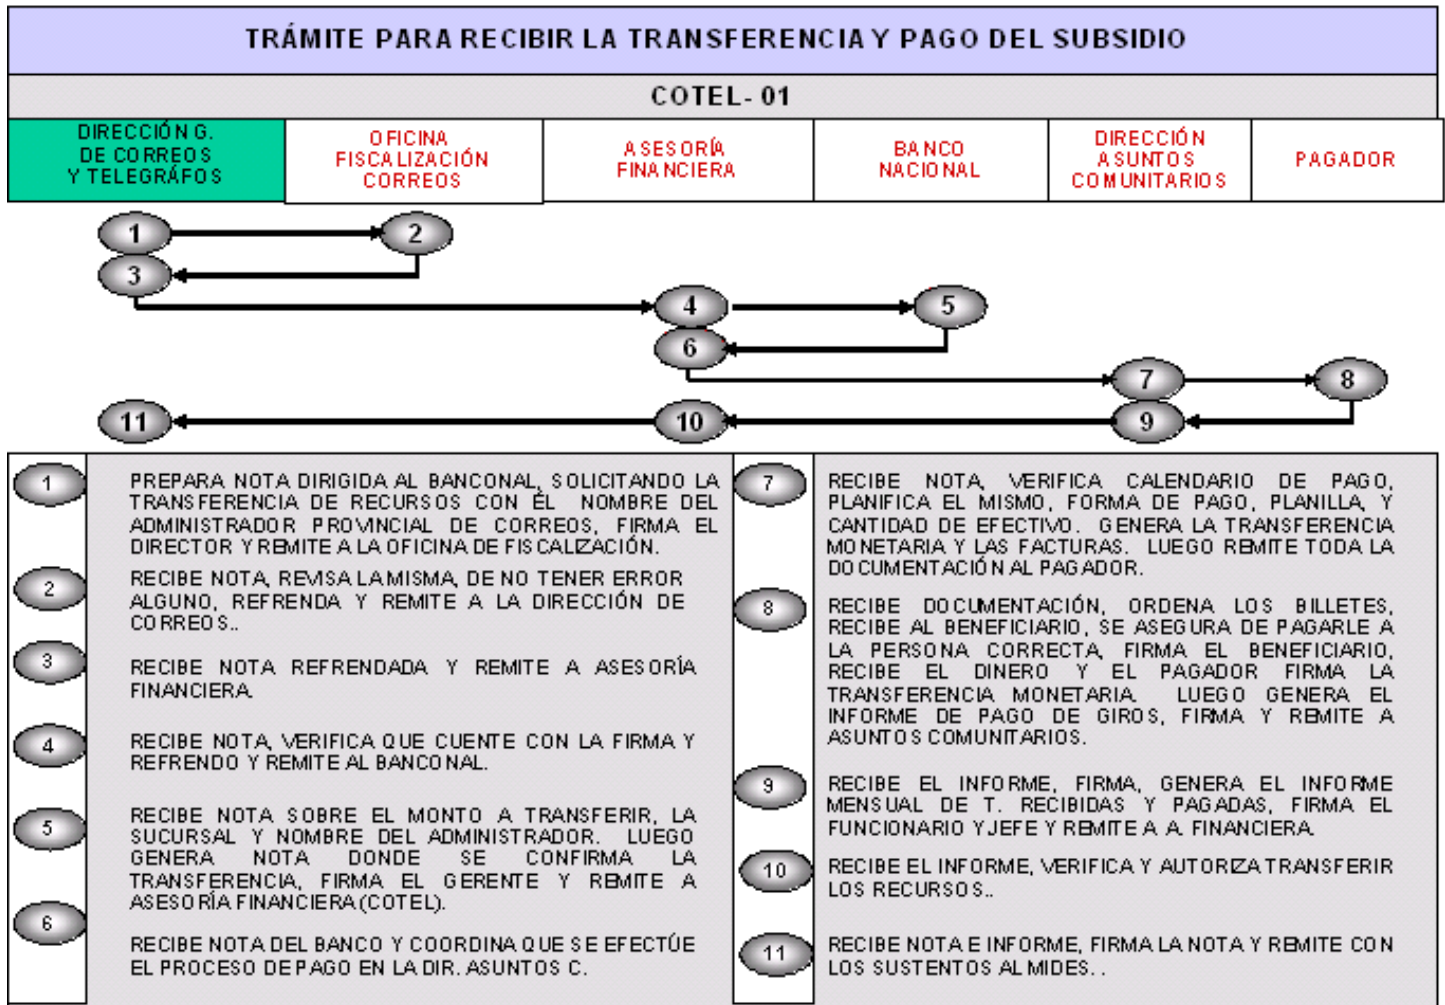 TRÁMITE PARA RECIBIR LA TRANSFERENCIA Y PAGO DEL SUBSIDIO
COTEL- 01
DIRECCIÓN G.
DE CORREOS
Y TELEGRÁFOS
OFICINA
FISCALIZACIÓN
CORREOS
ASESORÍA
FINANCIERA
BANCO
NACIONAL
DIRECCIÓN
ASUNTOS
COMUNITARIOS
PAGADOR
1
2
3
4
5
6
7
8
11
10
9
1
PREPARA NOTA DIRIGIDA AL BANCONAL, SOLICITANDO LA
TRANSFERENCIA DE RECURSOS CON ÉL NOMBRE DEL
ADMINISTRADOR PROVINCIAL DE CORREOS, FIRMA EL
DIRECTOR Y REMITE A LA OFICINA DE FISCALIZACIÓN.
2
RECIBE NOTA, REVISA LA MISMA, DE NO TENER ERROR
ALGUNO, REFRENDA Y REMITE A LA DIRECCIÓN DE
CORREOS..
3
RECIBE NOTA REFRENDADA Y REMITE A ASESORÍA
FINANCIERA.
4
RECIBE NOTA, VERIFICA QUE CUENTE CON LA FIRMA Y
REFRENDO Y REMITE AL BANCONAL.
5
RECIBE NOTA SOBRE EL MONTO A TRANSFERIR, LA
SUCURSAL Y NOMBRE DEL ADMINISTRADOR. LUEGO
GENERA NOTA DONDE SE CONFIRMA LA
TRANSFERENCIA, FIRMA EL GERENTE Y REMITE A
ASESORÍA FINANCIERA (COTEL).
6
RECIBE NOTA DEL BANCO Y COORDINA QUE SE EFECTÚE
EL PROCESO DE PAGO EN LA DIR. ASUNTOS C.
7
RECIBE NOTA, VERIFICA CALENDARIO DE PAGO,
PLANIFICA EL MISMO, FORMA DE PAGO, PLANILLA, Y
CANTIDAD DE EFECTIVO. GENERA LA TRANSFERENCIA
MONETARIA Y LAS FACTURAS. LUEGO REMITE TODA LA
DOCUMENTACIÓN AL PAGADOR.
8
RECIBE DOCUMENTACIÓN, ORDENA LOS BILLETES,
RECIBE AL BENEFICIARIO, SE ASEGURA DE PAGARLE A
LA PERSONA CORRECTA, FIRMA EL BENEFICIARIO,
RECIBE EL DINERO Y EL PAGADOR FIRMA LA
TRANSFERENCIA MONETARIA. LUEGO GENERA EL
INFORME DE PAGO DE GIROS, FIRMA Y REMITE A
ASUNTOS COMUNITARIOS.
9
RECIBE EL INFORME, FIRMA, GENERA EL INFORME
MENSUAL DE T. RECIBIDAS Y PAGADAS, FIRMA EL
FUNCIONARIO Y JEFE Y REMITE A A. FINANCIERA.
10
RECIBE EL INFORME, VERIFICA Y AUTORIZA TRANSFERIR
LOS RECURSOS..
11
RECIBE NOTA E INFORME, FIRMA LA NOTA Y REMITE CON
LOS SUSTENTOS AL MIDES. .